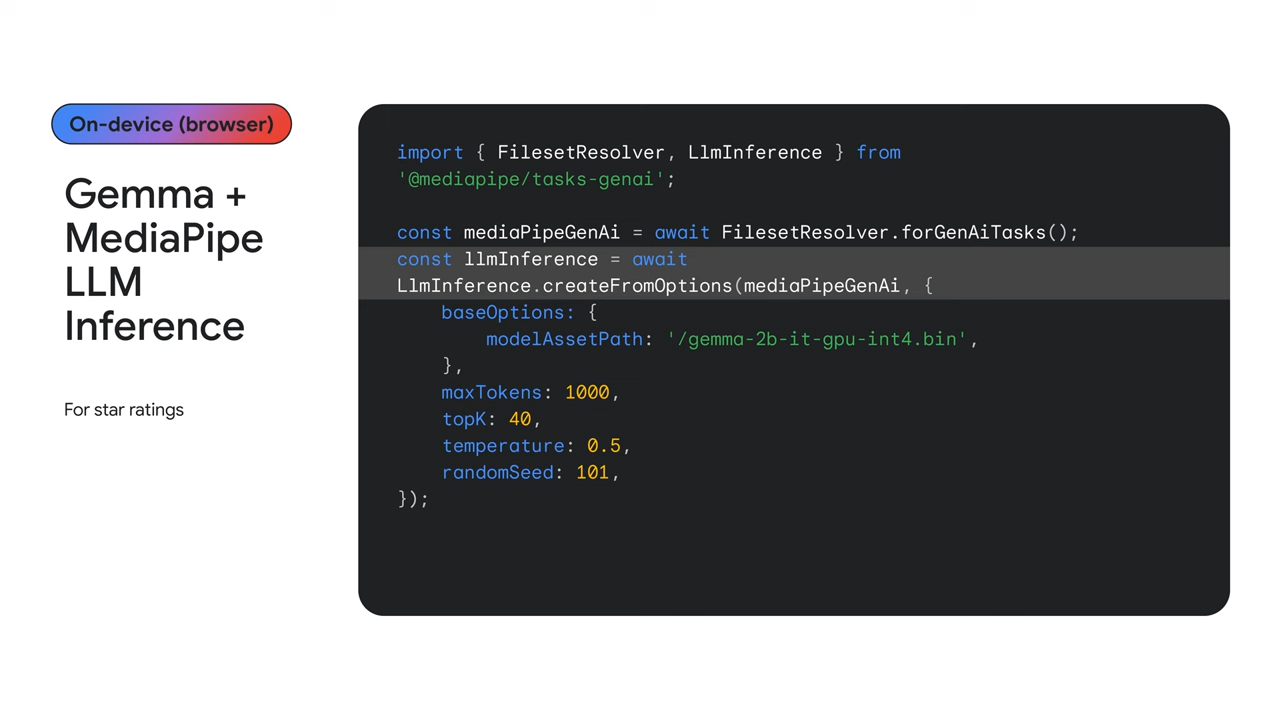 On-device (browser)
Gemma +
MediaPipe
LLM
Inference
For star ratings
import { FilesetResolver, LlmInference } from
'@mediapipe/tasks-genai';
const mediaPipeGenAi = await FilesetResolver.forGenAiTasks();
const llmInference = await
LlmInference.createFromOptions(mediaPipeGenAi, {
    baseOptions: {
        modelAssetPath: '/gemma-2b-it-gpu-int4.bin',
    },
    maxTokens: 1000,
    topK: 40,
    temperature: 0.5,
    randomSeed: 101,
});